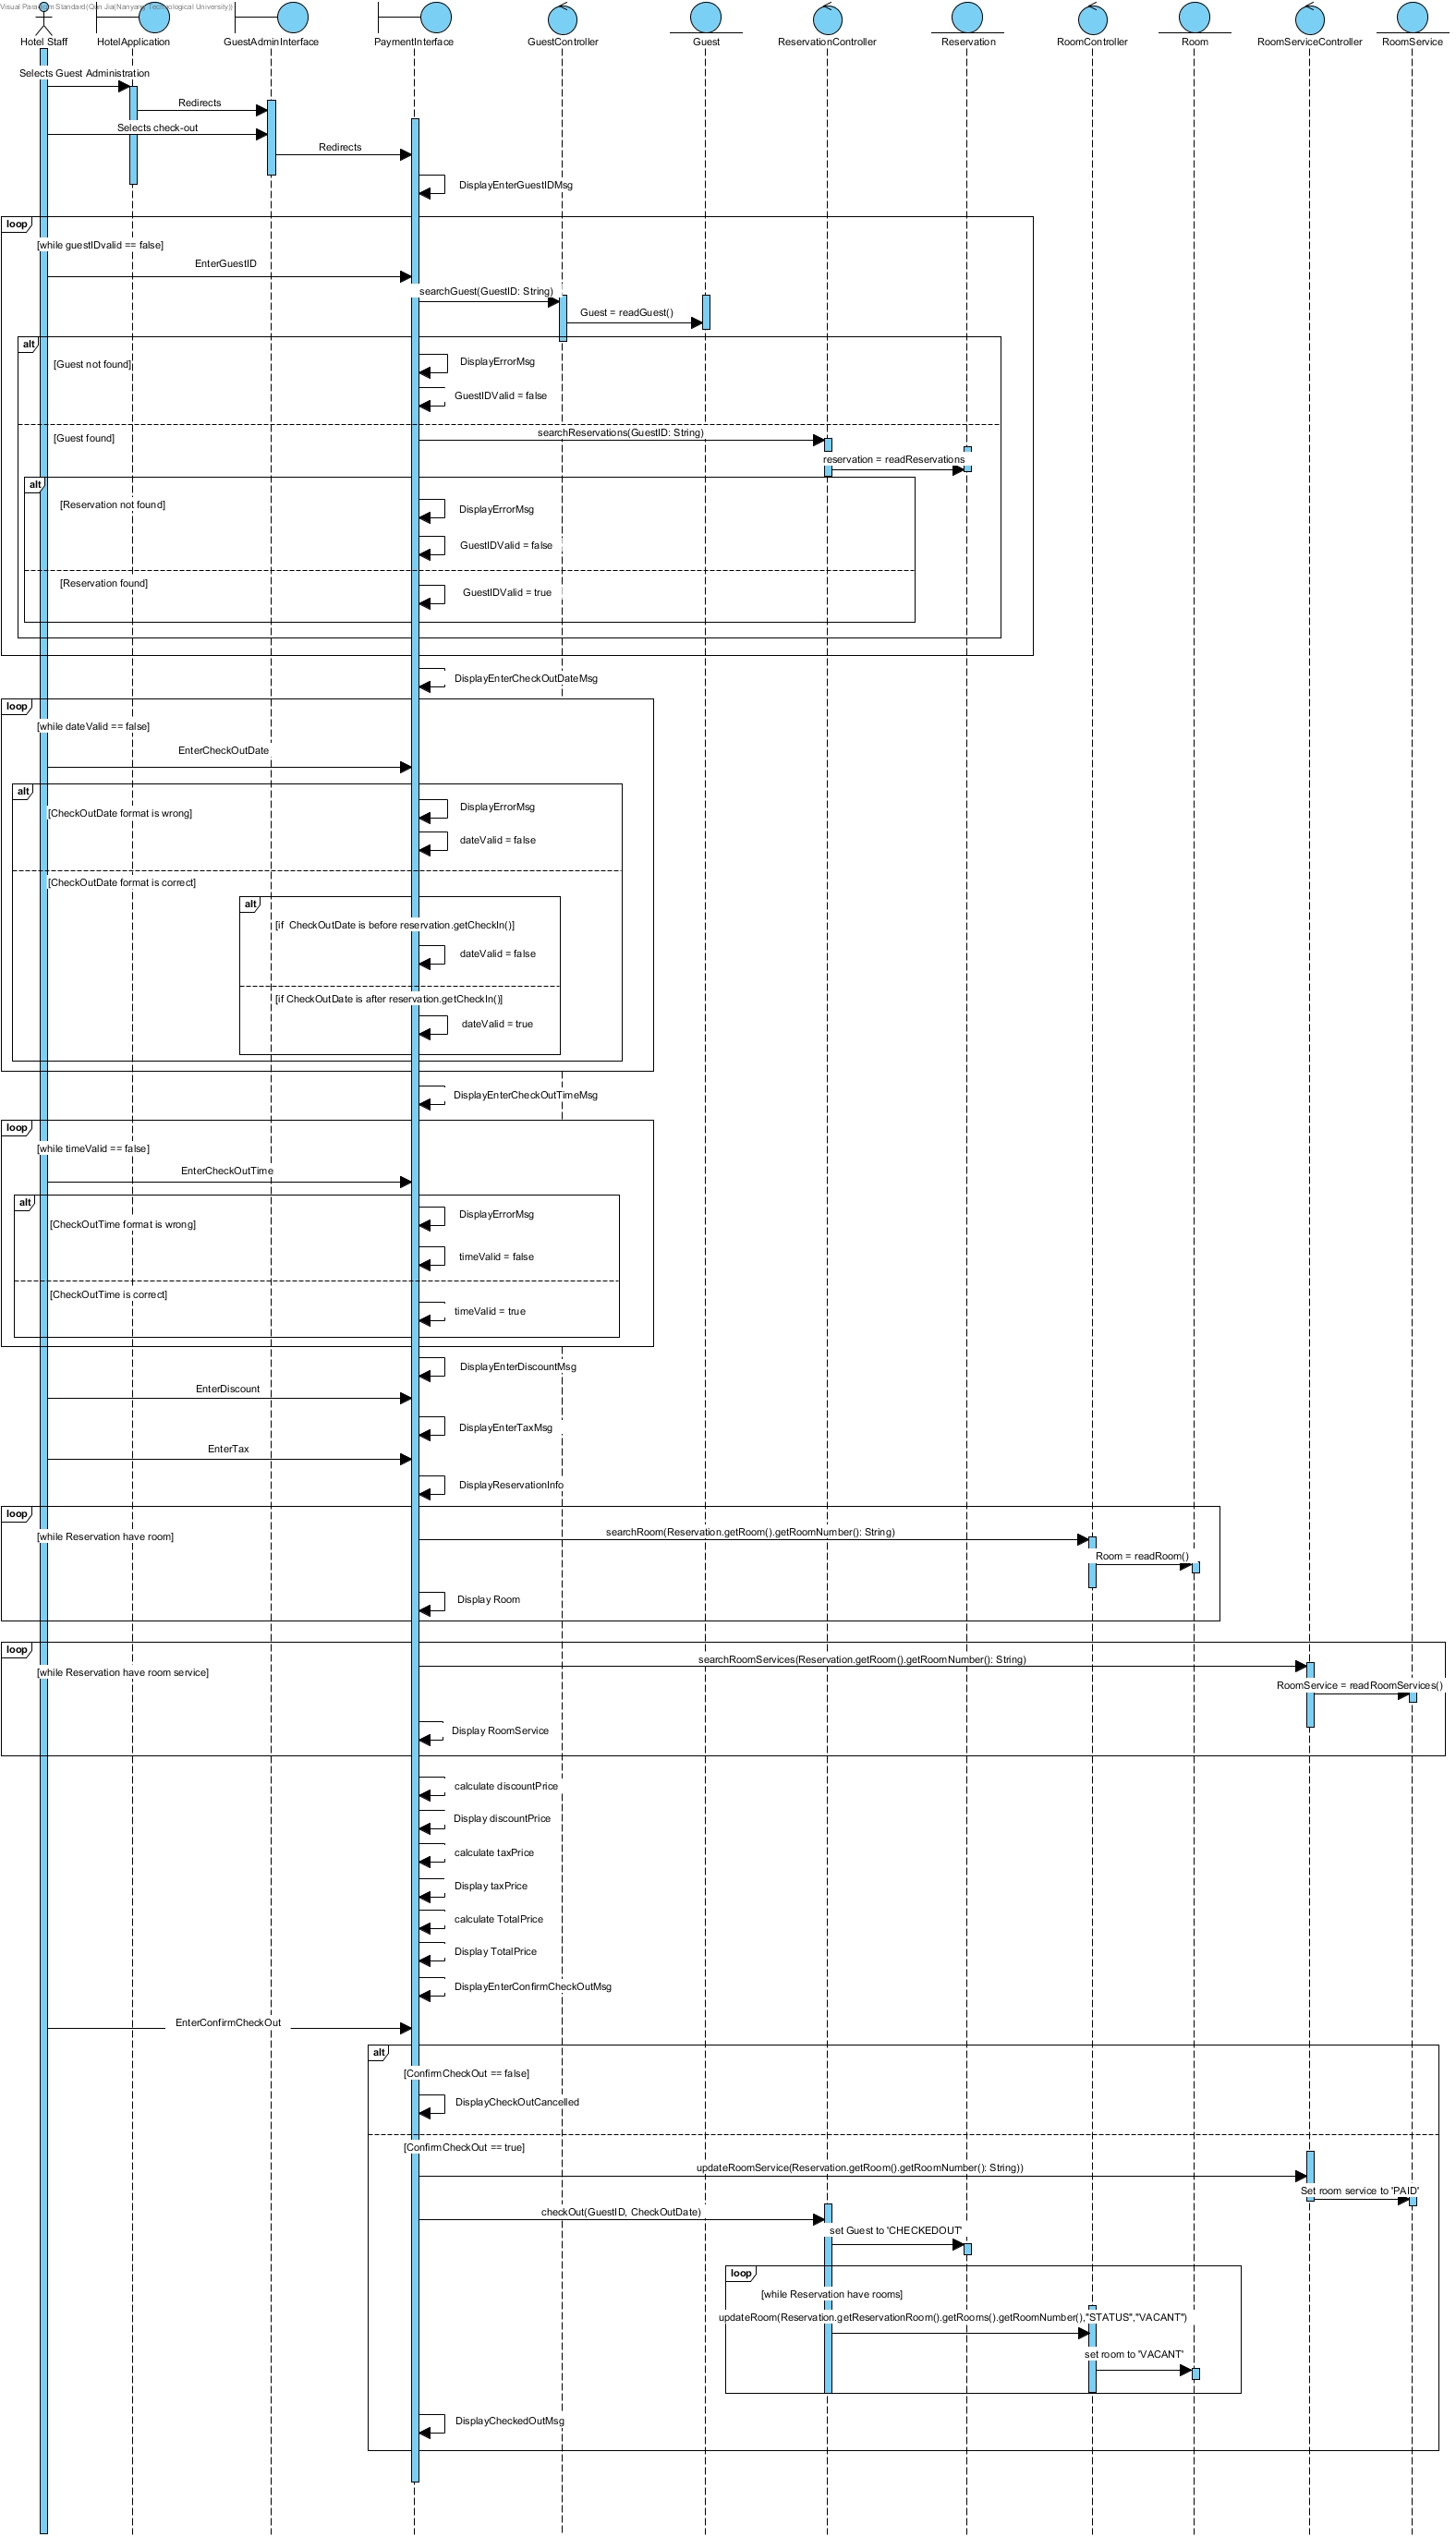 Visual Paradigm Standard(Qian Jia(Nanyang Technological University))
Hotel Staff
HotelApplication
GuestAdminInterface
PaymentInterface
GuestController
Guest
ReservationController
Reservation
RoomController
Room
RoomServiceController
RoomService
Selects Guest Administration
Redirects
Selects check-out
Redirects
DisplayEnterGuestIDMsg
loop
[while guestIDvalid == false]
EnterGuestID
searchGuest(GuestID: String)
Guest = readGuest()
alt
[Guest not found]
DisplayErrorMsg
GuestIDValid = false
[Guest found]
searchReservations(GuestID: String)
reservation = readReservations
alt
[Reservation not found]
DisplayErrorMsg
GuestIDValid = false
[Reservation found]
GuestIDValid = true
DisplayEnterCheckOutDateMsg
loop
[while dateValid == false]
EnterCheckOutDate
alt
[CheckOutDate format is wrong]
DisplayErrorMsg
dateValid = false
[CheckOutDate format is correct]
alt
[if  CheckOutDate is before reservation.getCheckIn()]
dateValid = false
[if CheckOutDate is after reservation.getCheckIn()]
dateValid = true
DisplayEnterCheckOutTimeMsg
loop
[while timeValid == false]
EnterCheckOutTime
alt
[CheckOutTime format is wrong]
DisplayErrorMsg
timeValid = false
[CheckOutTime is correct]
timeValid = true
DisplayEnterDiscountMsg
EnterDiscount
DisplayEnterTaxMsg
EnterTax
DisplayReservationInfo
loop
[while Reservation have room]
searchRoom(Reservation.getRoom().getRoomNumber(): String)
Room = readRoom()
Display Room
loop
[while Reservation have room service]
searchRoomServices(Reservation.getRoom().getRoomNumber(): String)
RoomService = readRoomServices()
Display RoomService
calculate discountPrice
Display discountPrice
calculate taxPrice
Display taxPrice
calculate TotalPrice
Display TotalPrice
DisplayEnterConfirmCheckOutMsg
EnterConfirmCheckOut
alt
[ConfirmCheckOut == false]
DisplayCheckOutCancelled
[ConfirmCheckOut == true]
updateRoomService(Reservation.getRoom().getRoomNumber(): String))
Set room service to 'PAID'
checkOut(GuestID, CheckOutDate)
set Guest to 'CHECKEDOUT'
loop
[while Reservation have rooms]
updateRoom(Reservation.getReservationRoom().getRooms().getRoomNumber(),"STATUS","VACANT")
set room to 'VACANT'
DisplayCheckedOutMsg